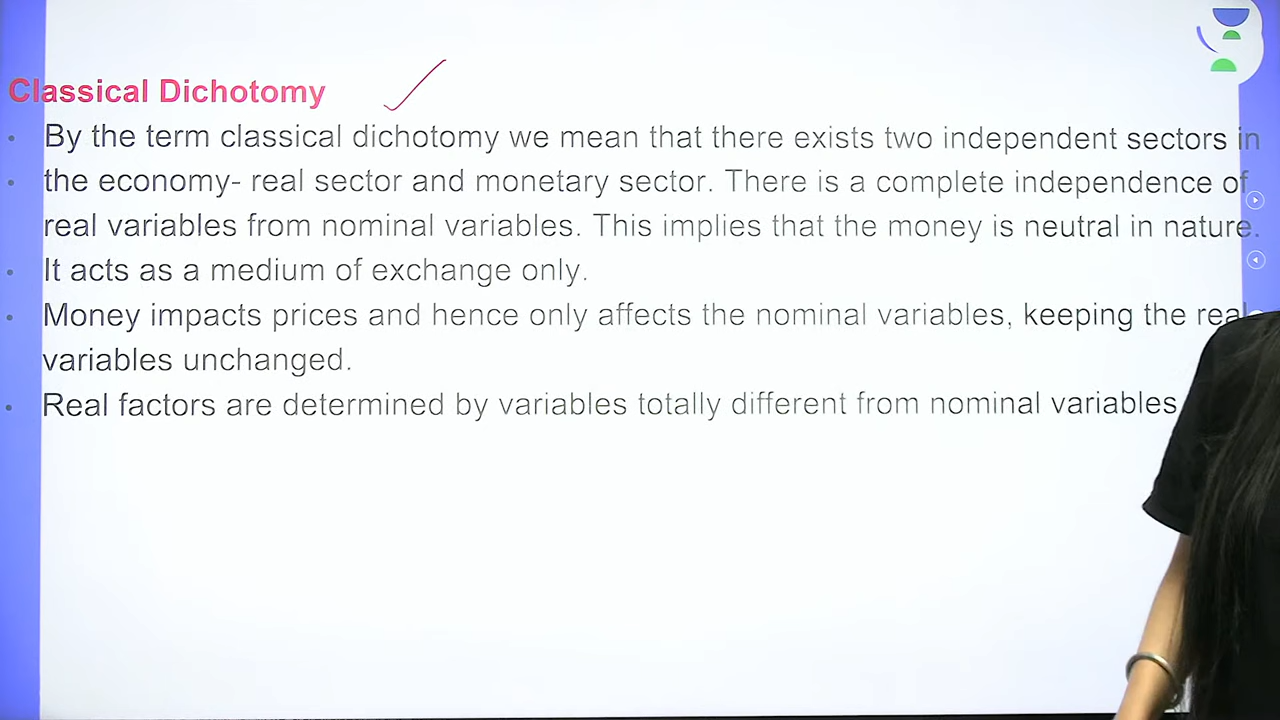 Classical Dichotomy
• By the term classical dichotomy we mean that there exists two independent sectors in
• the economy- real sector and monetary sector. There is a complete independence of
real variables from nominal variables. This implies that the money is neutral in nature.
• It acts as a medium of exchange only.
• Money impacts prices and hence only affects the nominal variables, keeping the real
variables unchanged.
• Real factors are determined by variables totally different from nominal variables